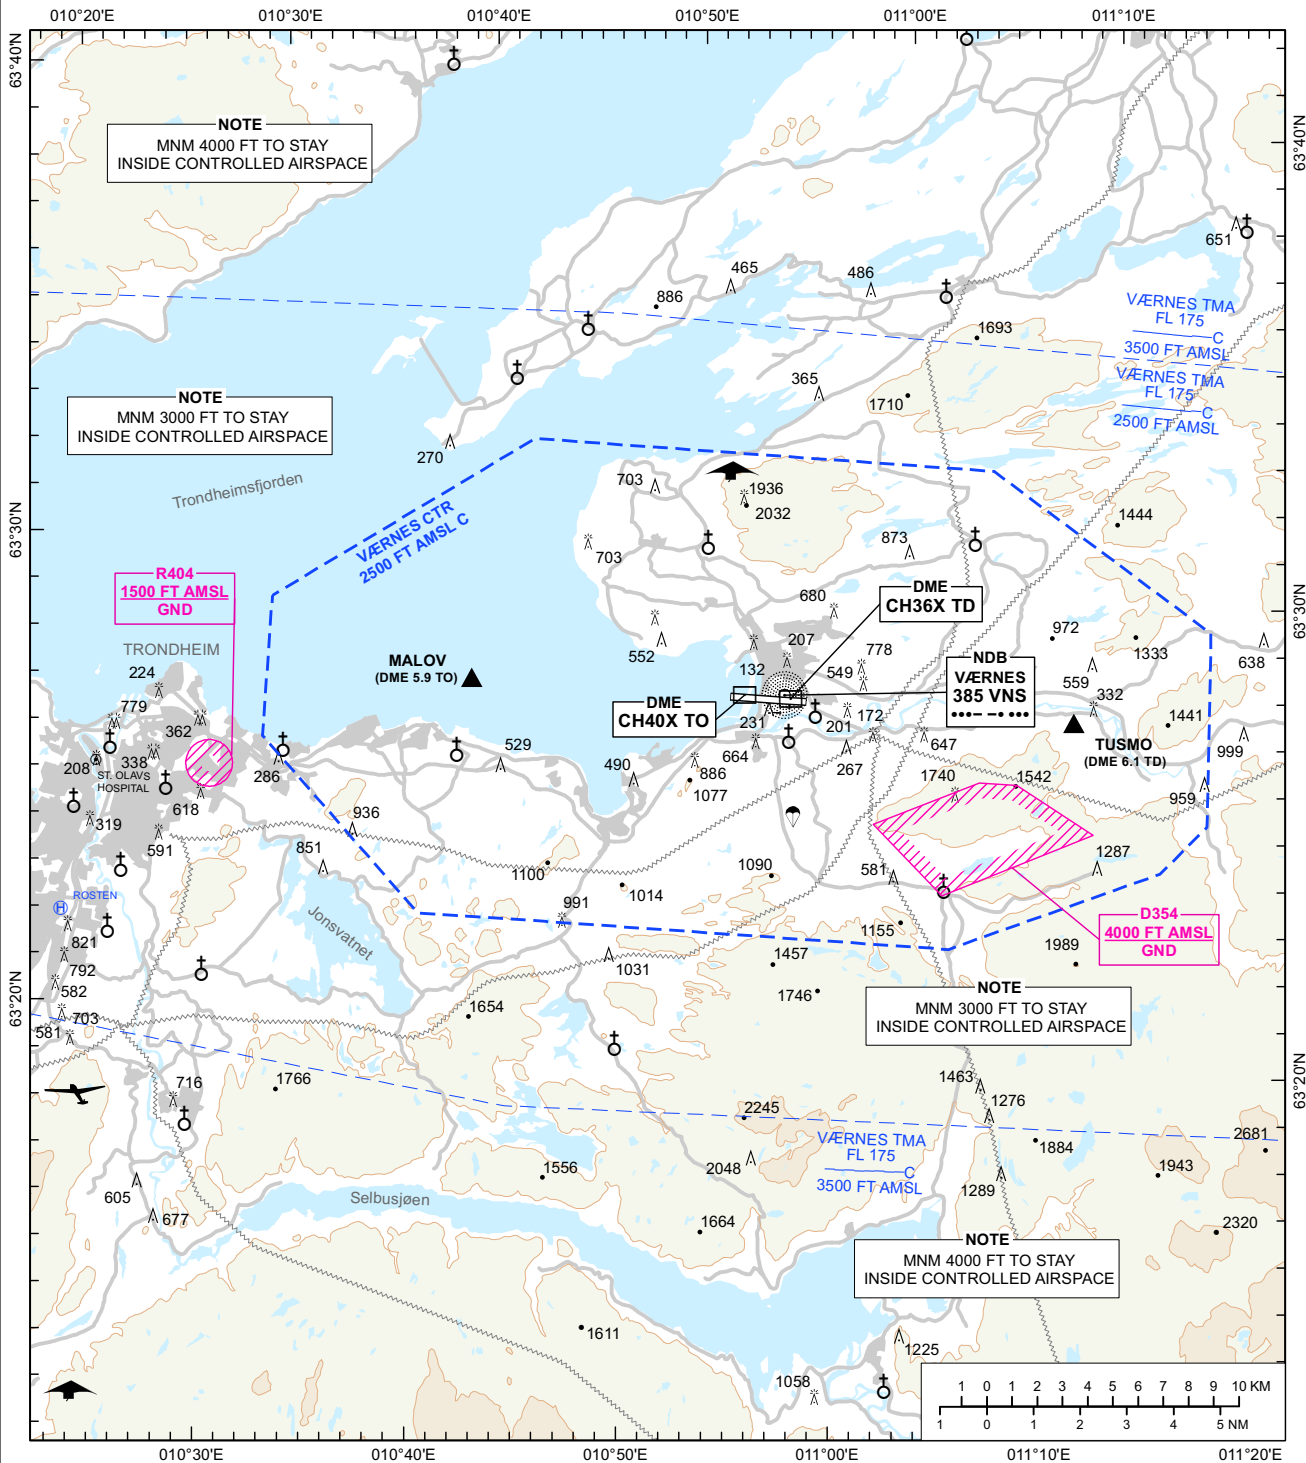 010°20'E 010°30'E 010°40'E 010°50'E 011°00'E 011°10'E
63°40'N
63°40'N
NOTE
MNM 4000 FT TO STAY
INSIDE CONTROLLED AIRSPACE
651
465
486
886
VÆRNES TMA
FL 175
C
3500 FT AMSL
1693
VÆRNES TMA
FL 175
C
2500 FT AMSL
365
1710
NOTE
MNM 3000 FT TO STAY
INSIDE CONTROLLED AIRSPACE
270
Trondheimsfjorden
703
1936
2032
1444
63°30'N
VÆRNES CTR
2500 FT AMSL C
703
873
R404
1500 FT AMSL
GND
DME
CH36X TD
680
63°30'N
TRONDHEIM
552
132
207
778
549
972
1333
638
224
MALOV
(DME 5.9 TO)
NDB
VÆRNES
385 VNS
559
332
779
362
DME
CH40X TO
231
201
172
1441
529
664
267
647
TUSMO
(DME 6.1 TD)
999
208
338
ST. OLAVS
HOSPITAL
286
490
886
1077
1740
1542
959
618
319
591
936
851
1100
1014
1090
581
1287
ROSTEN
H
991
1155
D354
4000 FT AMSL
GND
821
Jonsvatnet
792
582
1031
1457
1746
1989
63°20'N
NOTE
MNM 3000 FT TO STAY
INSIDE CONTROLLED AIRSPACE
581
703
1654
63°20'N
716
1766
1463
1276
2245
VÆRNES TMA
FL 175
C
3500 FT AMSL
1884
2681
605
677
1556
2048
1289
1943
Selbusjøen
1664
2320
NOTE
MNM 4000 FT TO STAY
INSIDE CONTROLLED AIRSPACE
1611
1225
1058
1 0 1 2 3 4 5 6 7 8 9 10 KM
1 0 1 2 3 4 5 NM
010°30'E 010°40'E 010°50'E 011°00'E 011°10'E 011°20'E